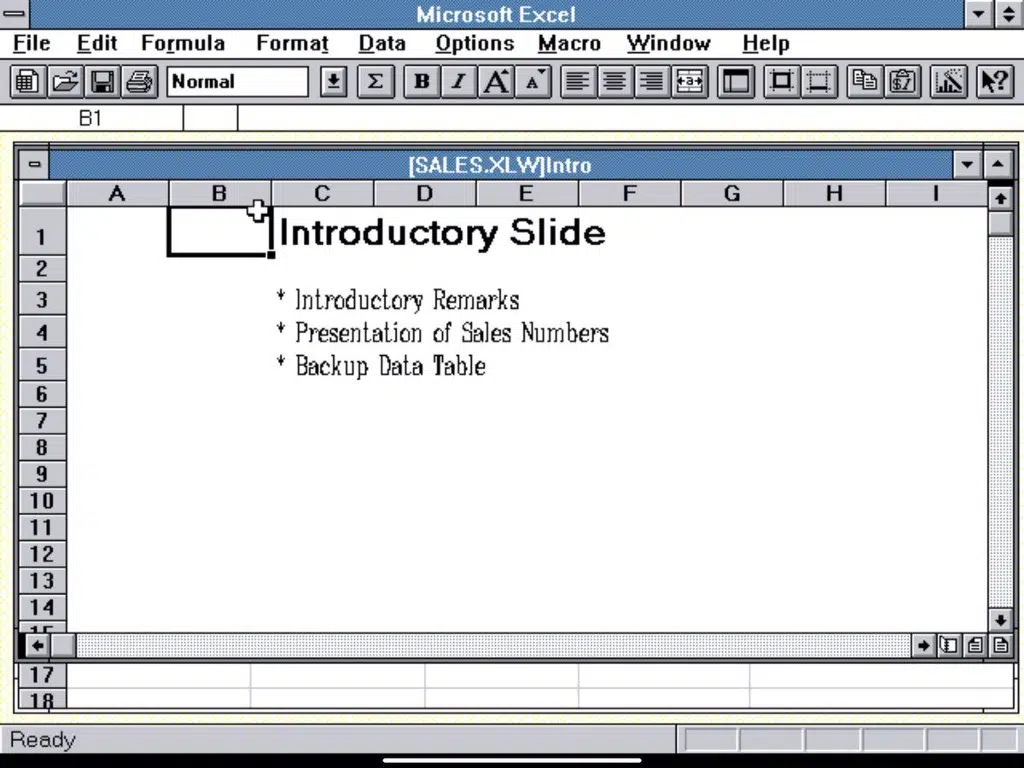 Microsoft Excel
File Edit Formula Format Data Options Macro Window Help
Normal Σ B I A A {a} ?
B1
[SALES.XLW]Intro
A B C D E F G H I
1 Introductory Slide
2
3 * Introductory Remarks
4 * Presentation of Sales Numbers
5 * Backup Data Table
6
7
8
9
10
11
12
13
14
15
17
18
Ready